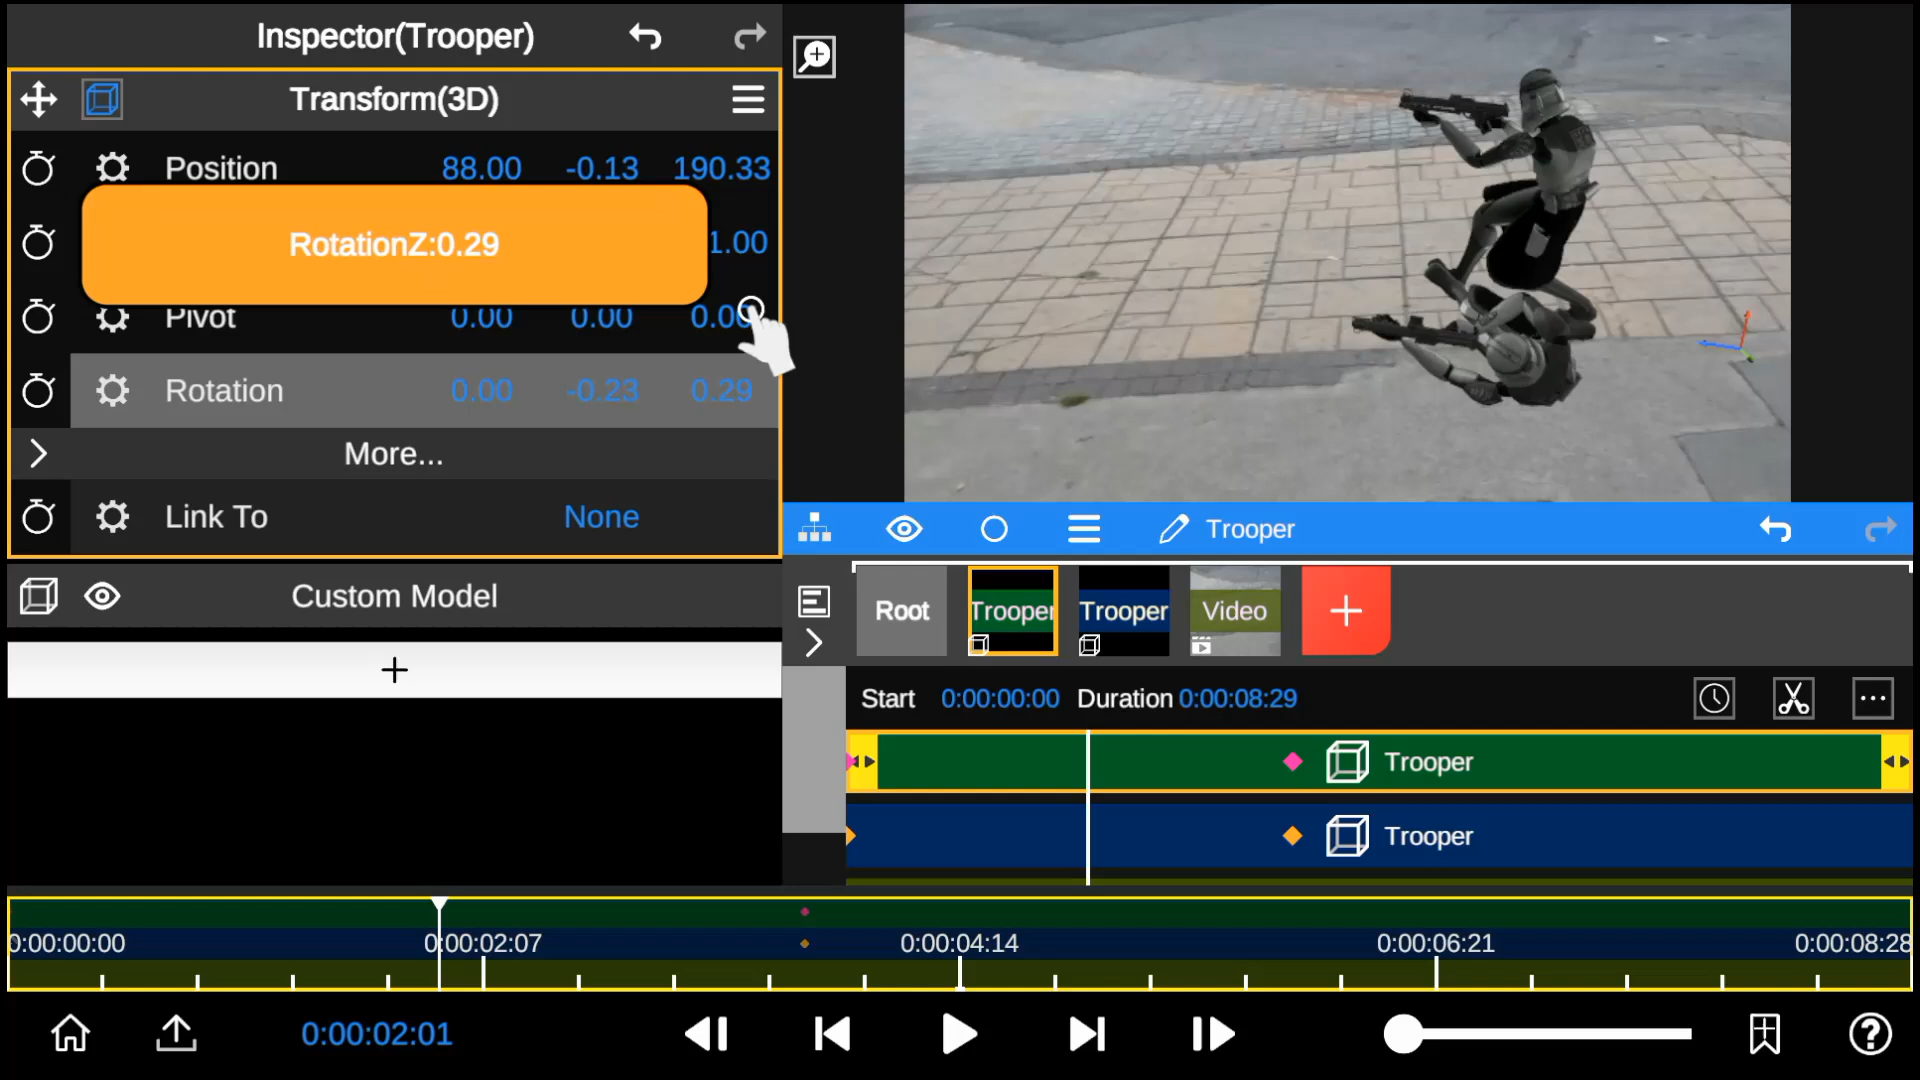 Inspector(Trooper)
Transform(3D)
Position 88.00 -0.13 190.33
RotationZ:0.29
1.00
Pivot 0.00 0.00 0.00
Rotation 0.00 -0.23 0.29
More...
Link To None
Custom Model
Trooper
Root Trooper Trooper Video
Start 0:00:00:00 Duration 0:00:08:29
Trooper
Trooper
0:00:00:00 0:00:02:07 0:00:04:14 0:00:06:21 0:00:08:28
0:00:02:01